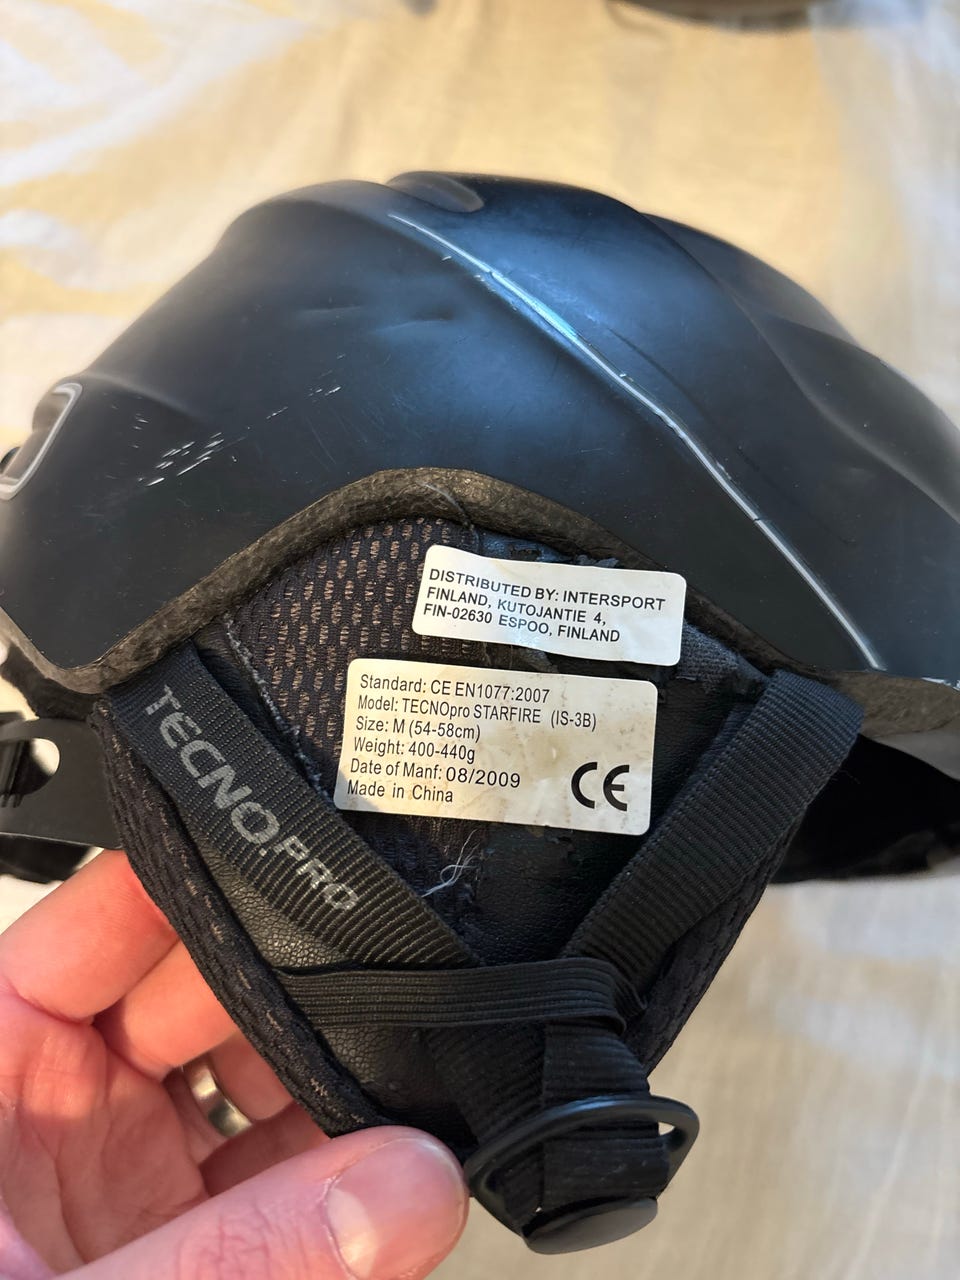 DISTRIBUTED BY: INTERSPORT
FINLAND, KUTOJANTIE 4,
FIN-02630 ESPOO, FINLAND
Standard: CE EN1077:2007
Model: TECNOpro STARFIRE (IS-3B)
Size: M (54-58cm)
Weight: 400-440g
Date of Manf: 08/2009
Made in China
CE
TECNO.PRO